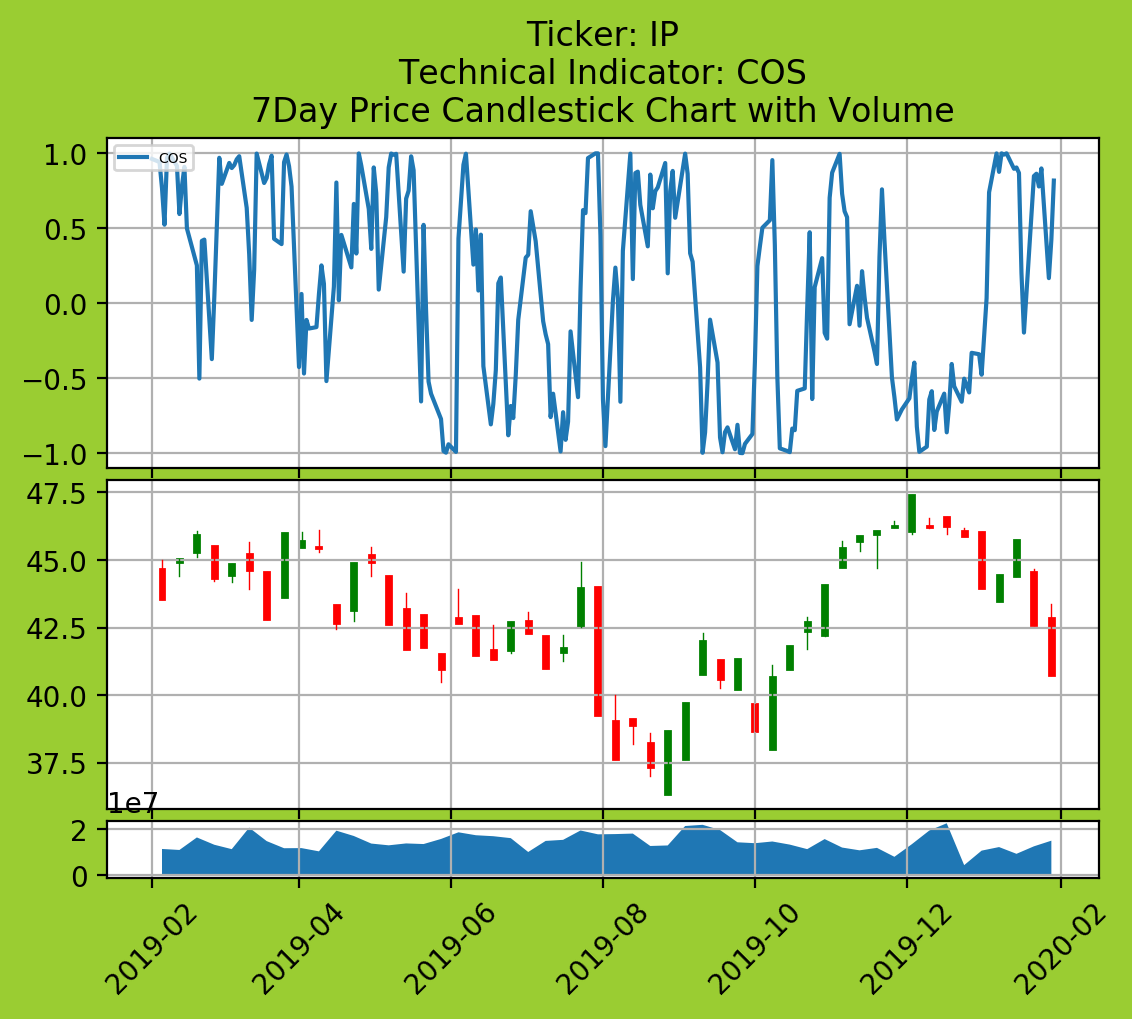 Ticker: IP
Technical Indicator: COS
7Day Price Candlestick Chart with Volume
cos
1.0
0.5
0.0
−0.5
−1.0
47.5
45.0
42.5
40.0
37.5
1e7
2
0
2019-02 2019-04 2019-06 2019-08 2019-10 2019-12 2020-02